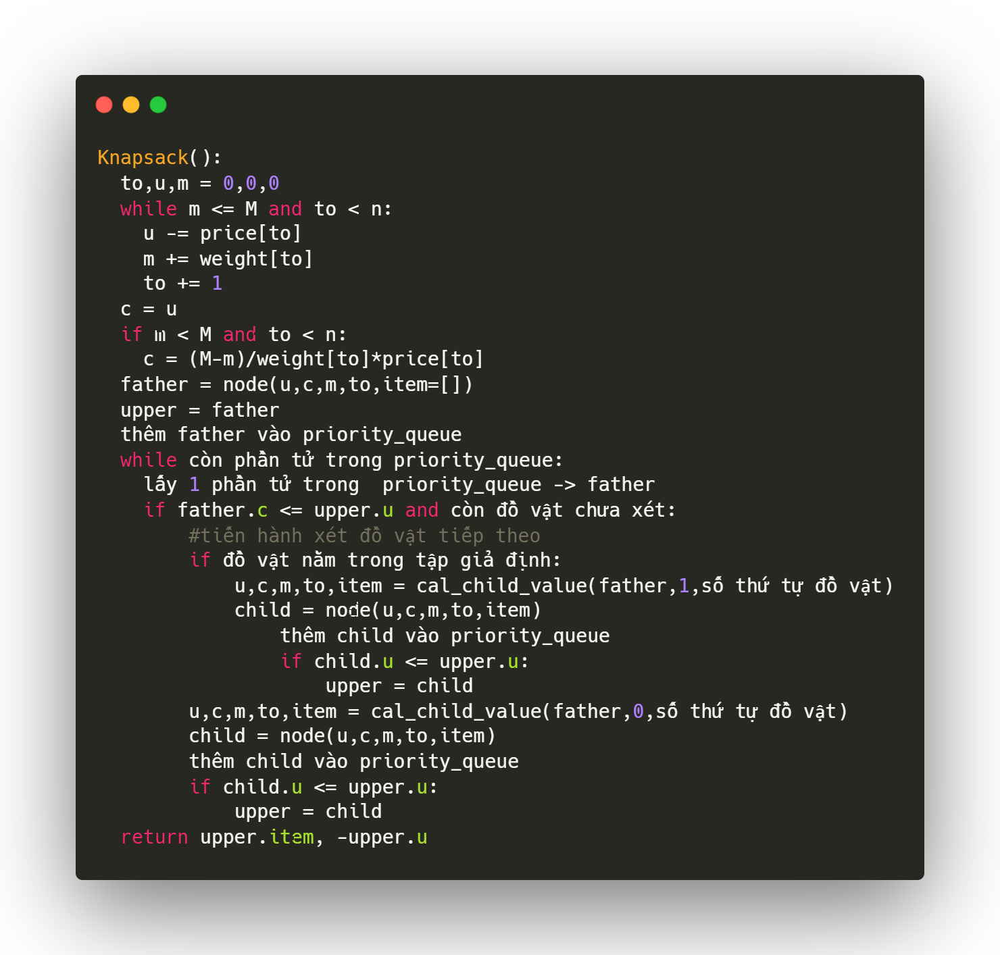 Knapsack():
  to,u,m = 0,0,0
  while m <= M and to < n:
    u -= price[to]
    m += weight[to]
    to += 1
  c = u
  if m < M and to < n:
    c = (M-m)/weight[to]*price[to]
  father = node(u,c,m,to,item=[])
  upper = father
  thêm father vào priority_queue
  while còn phần tử trong priority_queue:
    lấy 1 phần tử trong  priority_queue -> father
    if father.c <= upper.u and còn đồ vật chưa xét:
        #tiến hành xét đồ vật tiếp theo
        if đồ vật nằm trong tập giả định:
            u,c,m,to,item = cal_child_value(father,1,số thứ tự đồ vật)
            child = node(u,c,m,to,item)
                thêm child vào priority_queue
                if child.u <= upper.u:
                    upper = child
        u,c,m,to,item = cal_child_value(father,0,số thứ tự đồ vật)
        child = node(u,c,m,to,item)
        thêm child vào priority_queue
        if child.u <= upper.u:
            upper = child
  return upper.item, -upper.u